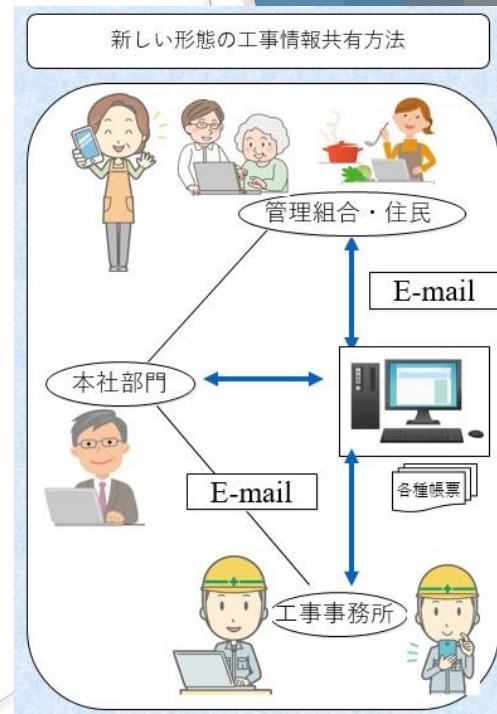 新しい形態の工事情報共有方法
管理組合・住民
E-mail
本社部門
各種帳票
E-mail
工事事務所